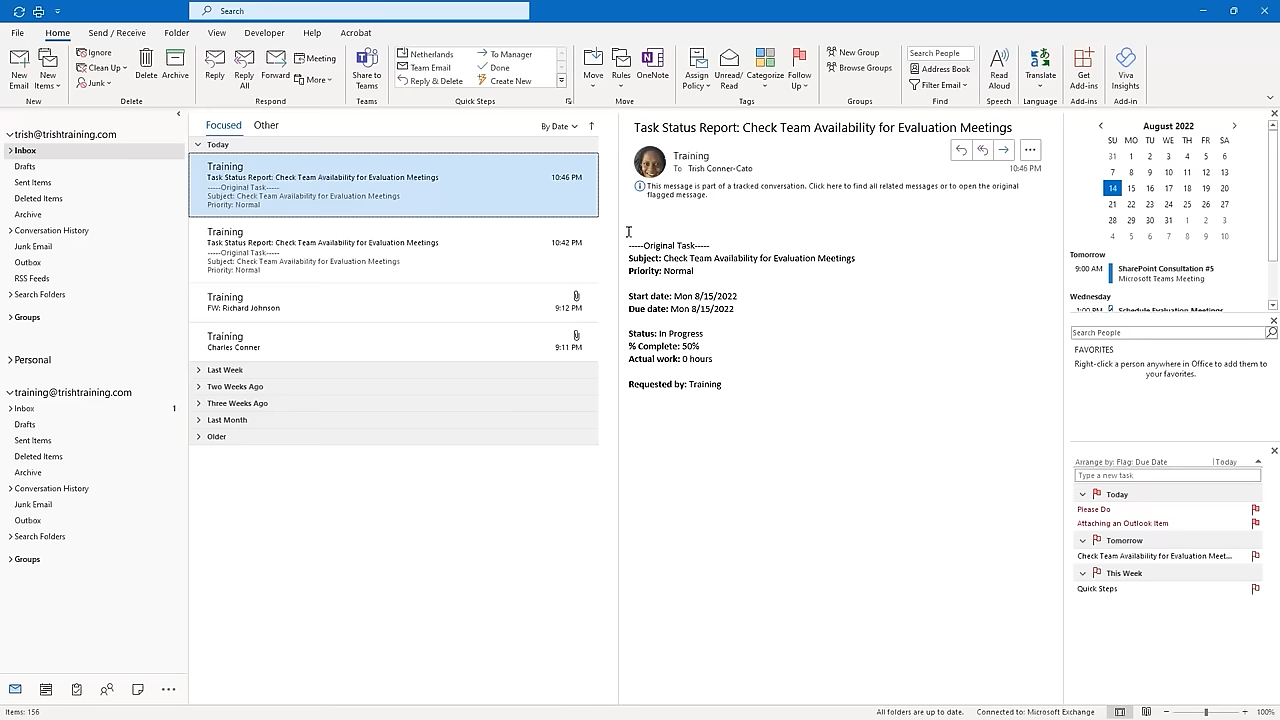 Search
File Home Send / Receive Folder View Developer Help Acrobat
New Email
New Items
Ignore
Clean Up
Junk
Delete
Archive
Reply
Reply All
Forward
Meeting
More
Share to Teams
Netherlands
Team Email
Reply & Delete
To Manager
Done
Create New
Move
Rules
OneNote
Assign Policy
Unread/ Read
Categorize
Follow Up
New Group
Browse Groups
Search People
Address Book
Filter Email
Read Aloud
Translate
Get Add-ins
Viva Insights
New Delete Respond Teams Quick Steps Move Tags Groups Find Speech Language Add-ins Add-in
trish@trishtraining.com
Inbox
Drafts
Sent Items
Deleted Items
Archive
Conversation History
Junk Email
Outbox
RSS Feeds
Search Folders
Groups
Personal
training@trishtraining.com
Inbox 1
Drafts
Sent Items
Deleted Items
Archive
Conversation History
Junk Email
Outbox
Search Folders
Groups
Items: 156
Focused Other By Date
Today
Training
Task Status Report: Check Team Availability for Evaluation Meetings 10:46 PM
-----Original Task-----
Subject: Check Team Availability for Evaluation Meetings
Priority: Normal
Training
Task Status Report: Check Team Availability for Evaluation Meetings 10:42 PM
-----Original Task-----
Subject: Check Team Availability for Evaluation Meetings
Priority: Normal
Training
FW: Richard Johnson 9:12 PM
Training
Charles Conner 9:11 PM
Last Week
Two Weeks Ago
Three Weeks Ago
Last Month
Older
Task Status Report: Check Team Availability for Evaluation Meetings
Training
To Trish Conner-Cato
10:46 PM
This message is part of a tracked conversation. Click here to find all related messages or to open the original
flagged message.
-----Original Task-----
Subject: Check Team Availability for Evaluation Meetings
Priority: Normal
Start date: Mon 8/15/2022
Due date: Mon 8/15/2022
Status: In Progress
% Complete: 50%
Actual work: 0 hours
Requested by: Training
August 2022
SU MO TU WE TH FR SA
31 1 2 3 4 5 6
7 8 9 10 11 12 13
14 15 16 17 18 19 20
21 22 23 24 25 26 27
28 29 30 31 1 2 3
4 5 6 7 8 9 10
Tomorrow
9:00 AM SharePoint Consultation #5
Microsoft Teams Meeting
Wednesday
1:00 PM Schedule Evaluation Meetings
Search People
FAVORITES
Right-click a person anywhere in Office to add them to
your favorites.
Arrange by: Flag: Due Date Today
Type a new task
Today
Please Do
Attaching an Outlook Item
Tomorrow
Check Team Availability for Evaluation Meet...
This Week
Quick Steps
All folders are up to date. Connected to: Microsoft Exchange 100%